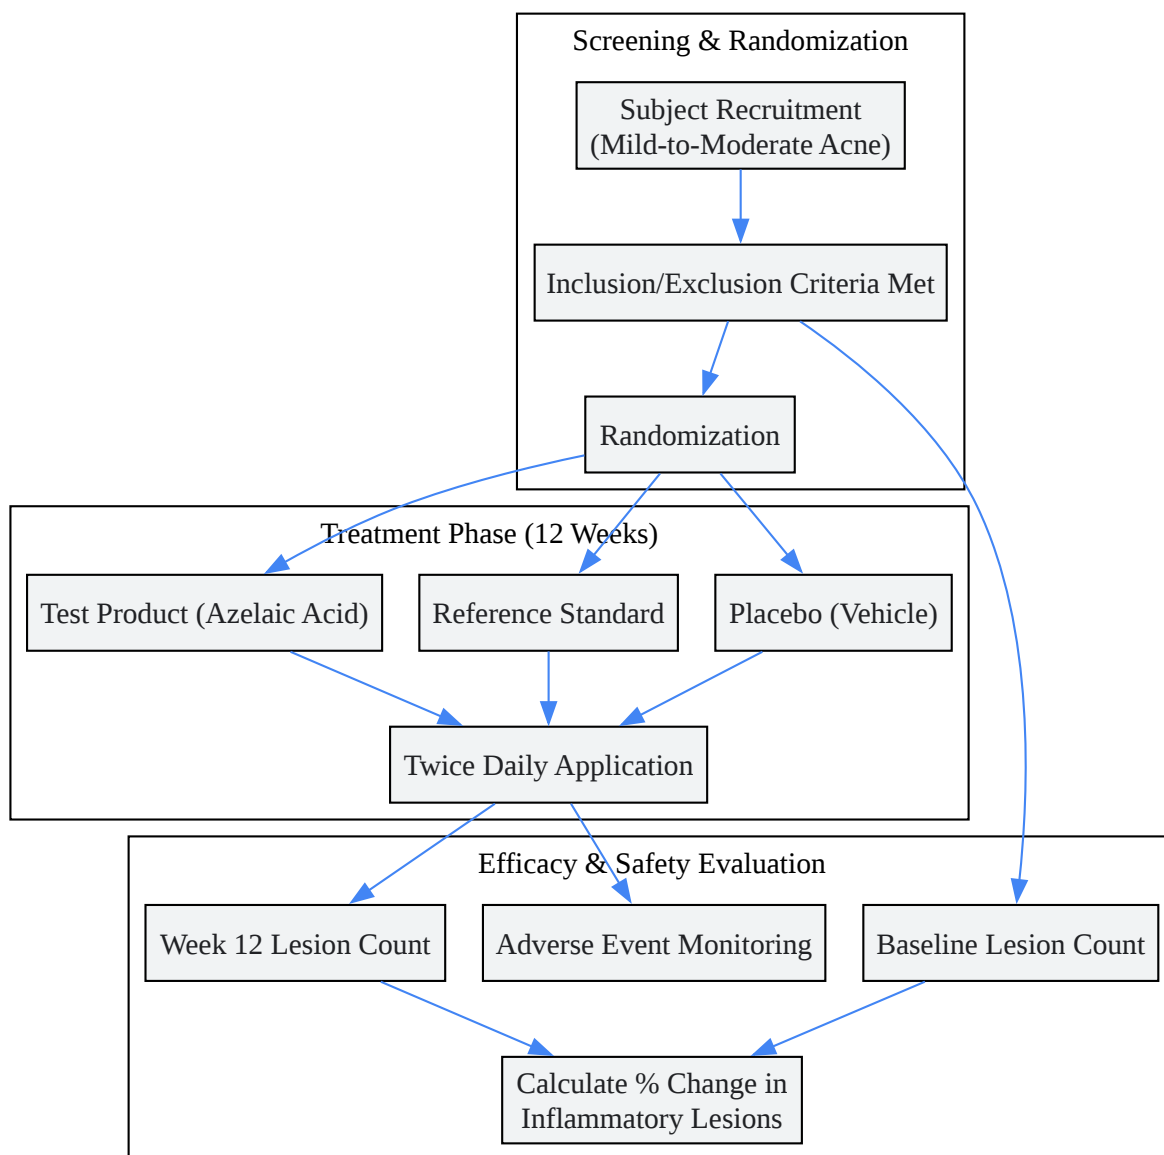 Screening & Randomization
Subject Recruitment
(Mild-to-Moderate Acne)
Inclusion/Exclusion Criteria Met
Randomization
Treatment Phase (12 Weeks)
Test Product (Azelaic Acid)
Reference Standard
Placebo (Vehicle)
Twice Daily Application
Efficacy & Safety Evaluation
Week 12 Lesion Count
Adverse Event Monitoring
Baseline Lesion Count
Calculate % Change in
Inflammatory Lesions